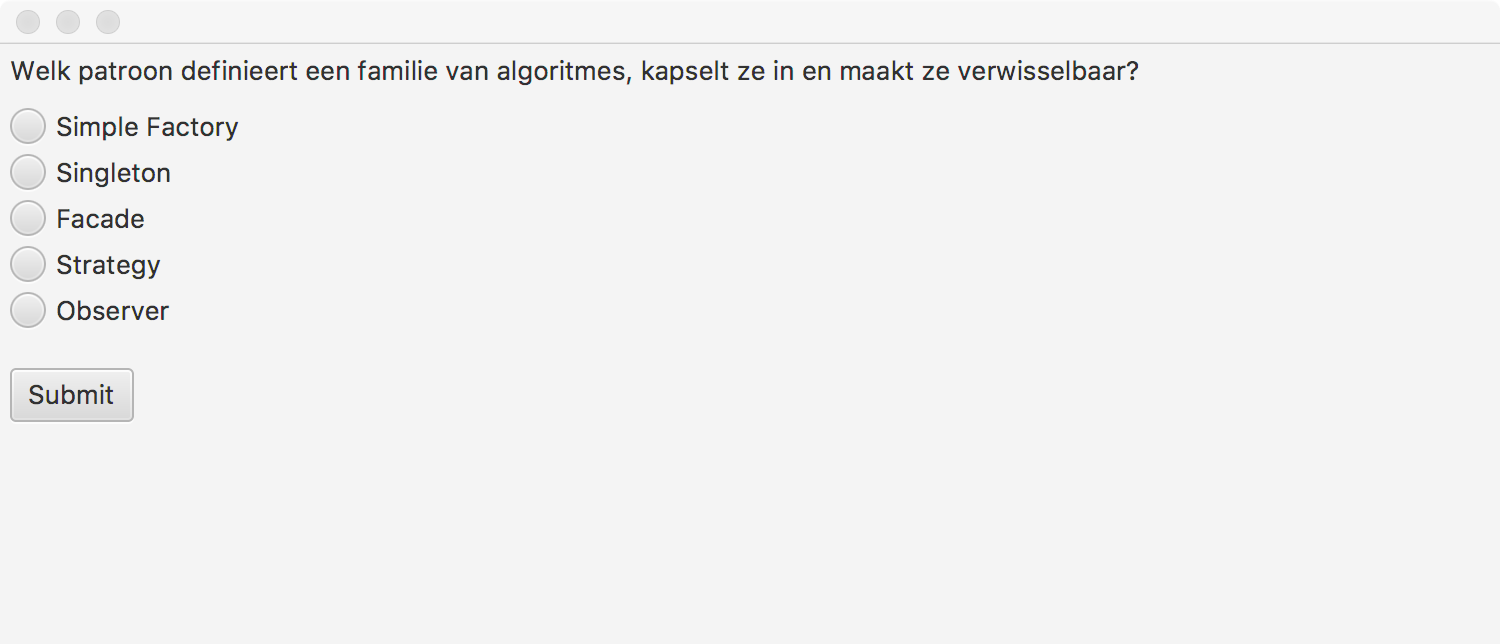 Welk patroon definieert een familie van algoritmes, kapselt ze in en maakt ze verwisselbaar?
Simple Factory
Singleton
Facade
Strategy
Observer
Submit